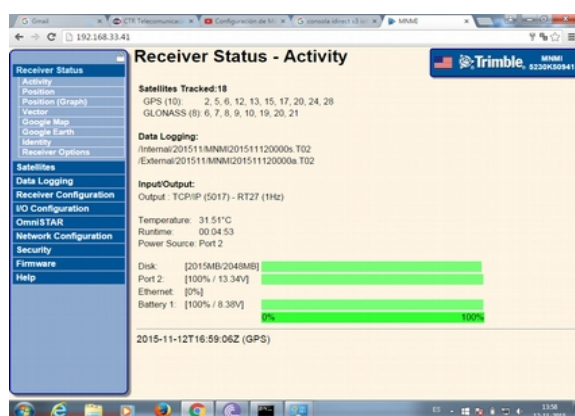 Gmail
CTR Telecomunicaci
Configuración de Mi
consola idirect x3 si
MNMI
192.168.33.41
Receiver Status - Activity
Trimble.
MNMI
5230K50941
Receiver Status
Activity
Position
Position (Graph)
Vector
Google Map
Google Earth
Identity
Receiver Options
Satellites
Data Logging
Receiver Configuration
I/O Configuration
OmniSTAR
Network Configuration
Security
Firmware
Help
Satellites Tracked:18
GPS (10): 2, 5, 6, 12, 13, 15, 17, 20, 24, 28
GLONASS (8): 6, 7, 8, 9, 10, 19, 20, 21
Data Logging:
/Internal/201511/MNMI201511120000s.T02
/External/201511/MNMI201511120000a.T02
Input/Output:
Output : TCP/IP (5017) - RT27 (1Hz)
Temperature: 31.51°C
Runtime: 00:04:53
Power Source: Port 2
Disk: [2015MB/2048MB]
Port 2: [100% / 13.34V]
Ethernet: [0%]
Battery 1: [100% / 8.38V]
0% 100%
2015-11-12T16:59:06Z (GPS)
ES
13:58